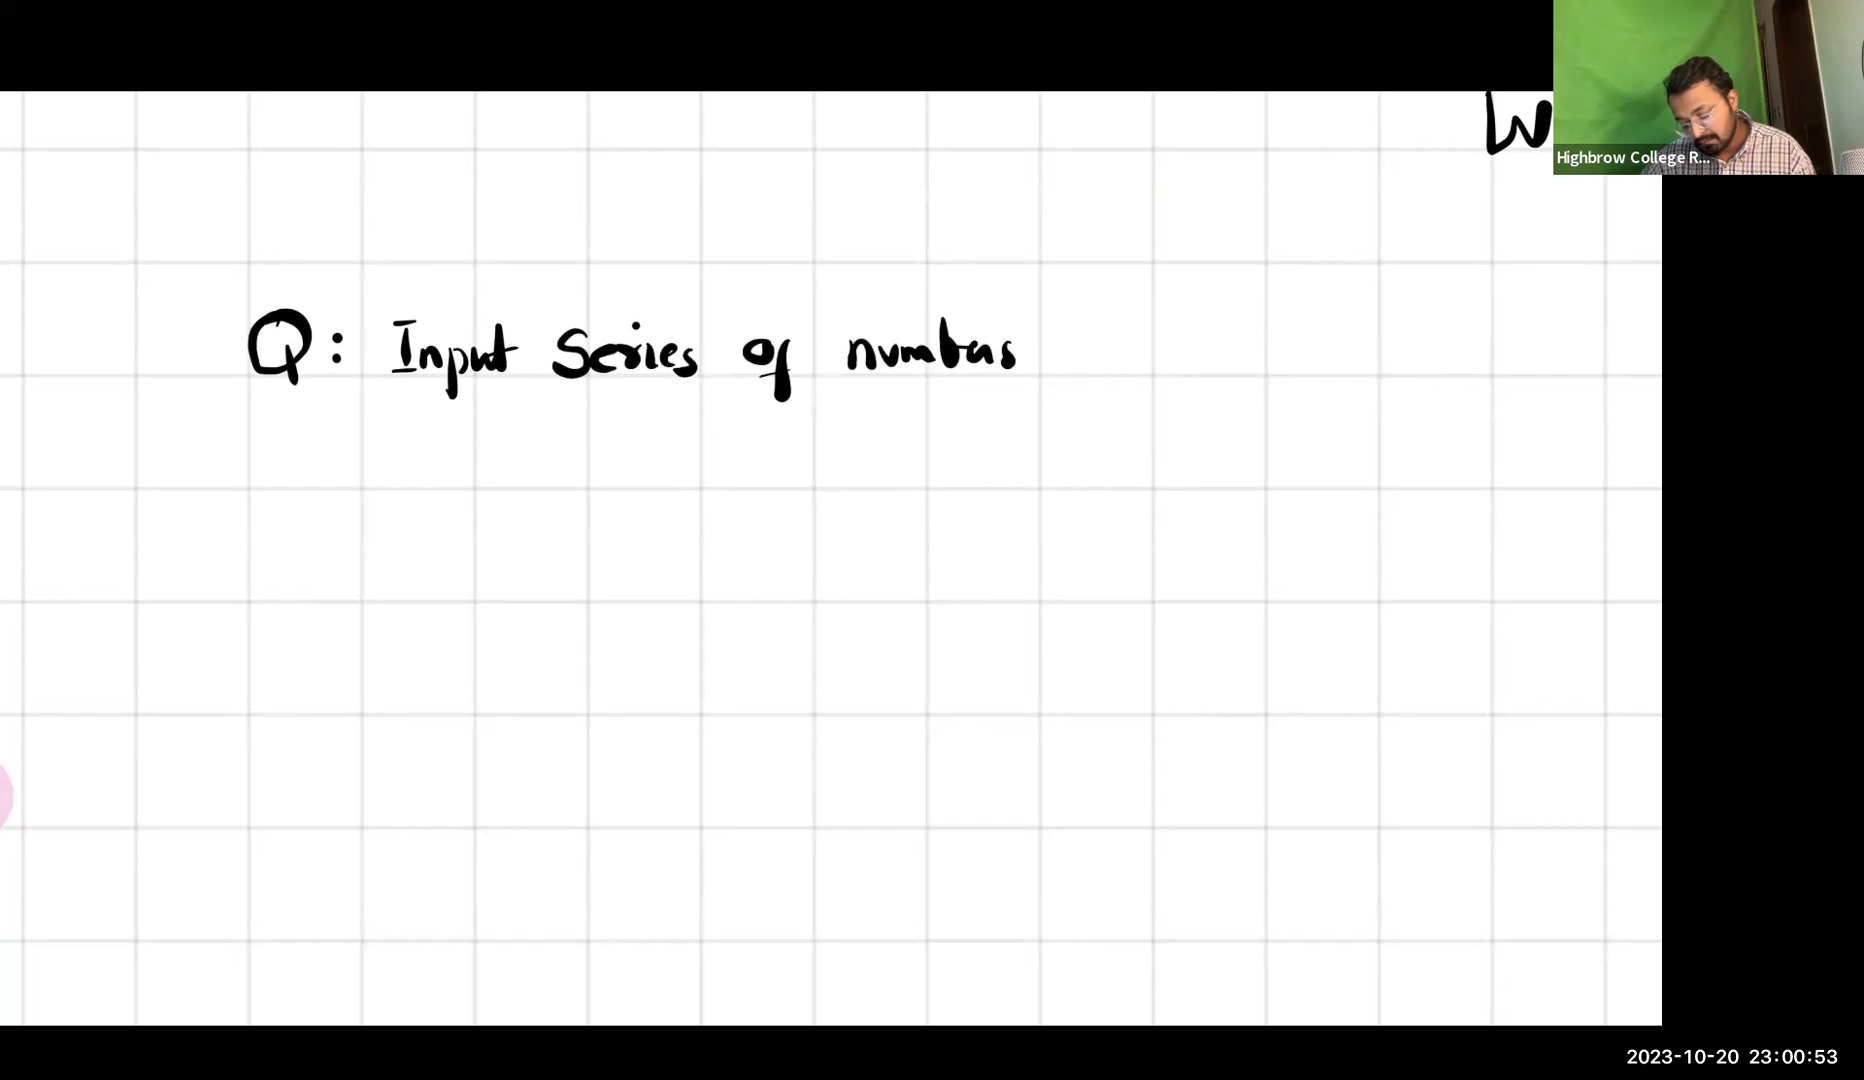 W
Highbrow College R...
Q: Input Series of numbers
2023-10-20 23:00:53